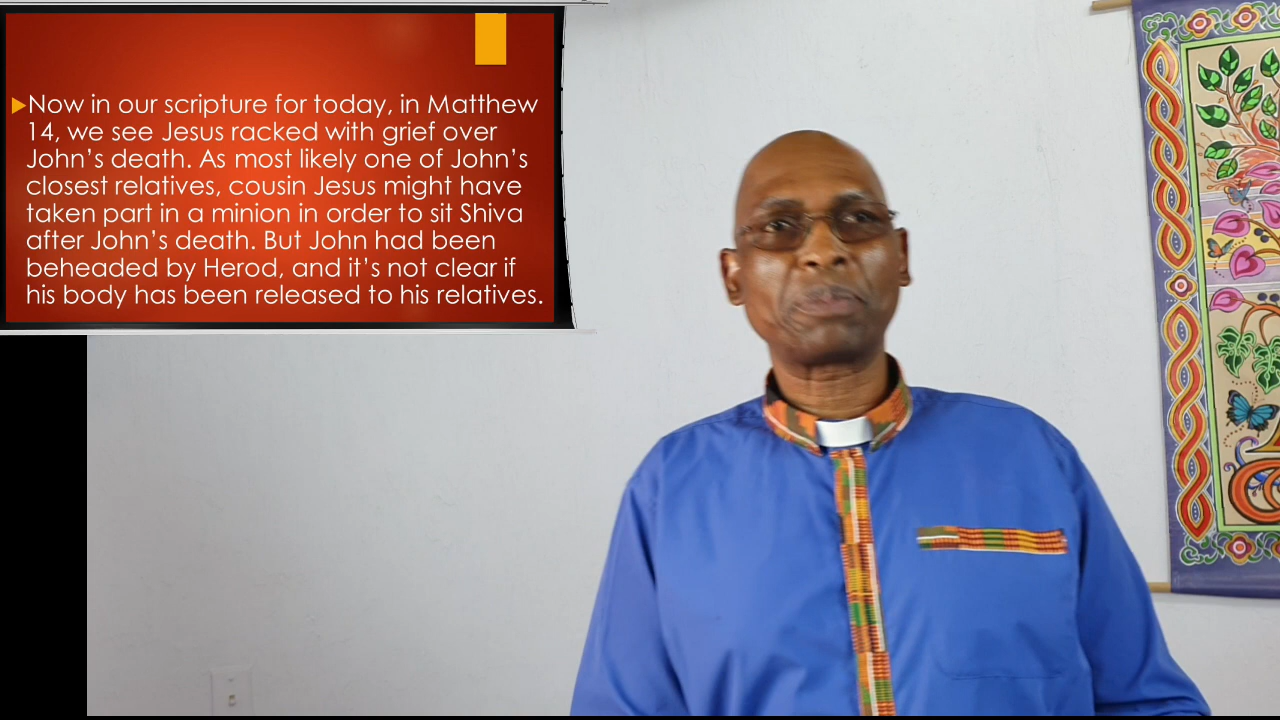 Now in our scripture for today, in Matthew
14, we see Jesus racked with grief over
John’s death. As most likely one of John’s
closest relatives, cousin Jesus might have
taken part in a minion in order to sit Shiva
after John’s death. But John had been
beheaded by Herod, and it’s not clear if
his body has been released to his relatives.